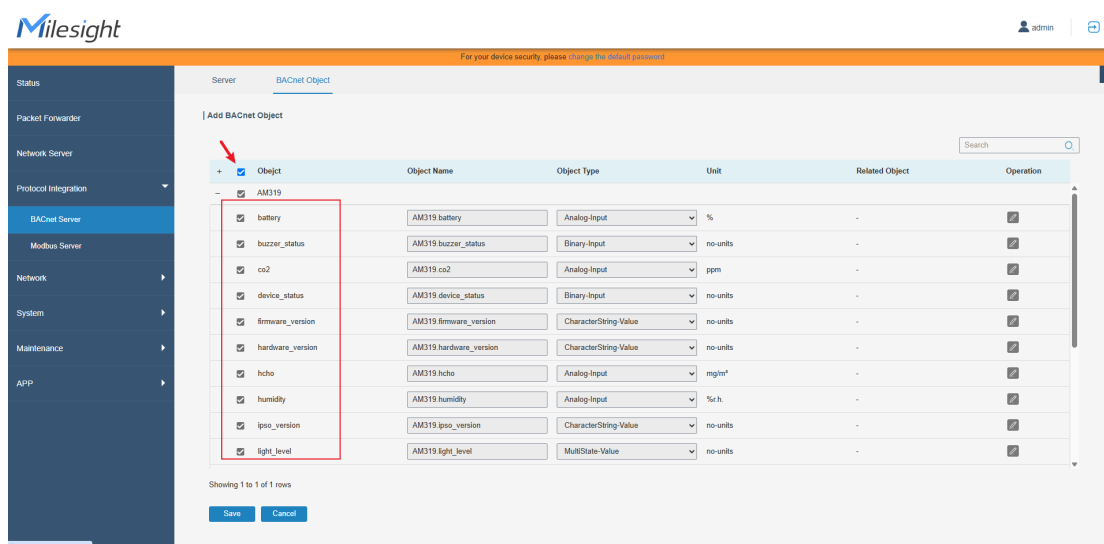 Milesight
admin
For your device security, please change the default password
Status
Packet Forwarder
Network Server
Protocol Integration
BACnet Server
Modbus Server
Network
System
Maintenance
APP
Server BACnet Object
Add BACnet Object
Search
+ Obejct Object Name Object Type Unit Related Object Operation
− AM319
battery AM319.battery Analog-Input % -
buzzer_status AM319.buzzer_status Binary-Input no-units -
co2 AM319.co2 Analog-Input ppm -
device_status AM319.device_status Binary-Input no-units -
firmware_version AM319.firmware_version CharacterString-Value no-units -
hardware_version AM319.hardware_version CharacterString-Value no-units -
hcho AM319.hcho Analog-Input mg/m³ -
humidity AM319.humidity Analog-Input %r.h. -
ipso_version AM319.ipso_version CharacterString-Value no-units -
light_level AM319.light_level MultiState-Value no-units -
Showing 1 to 1 of 1 rows
Save Cancel